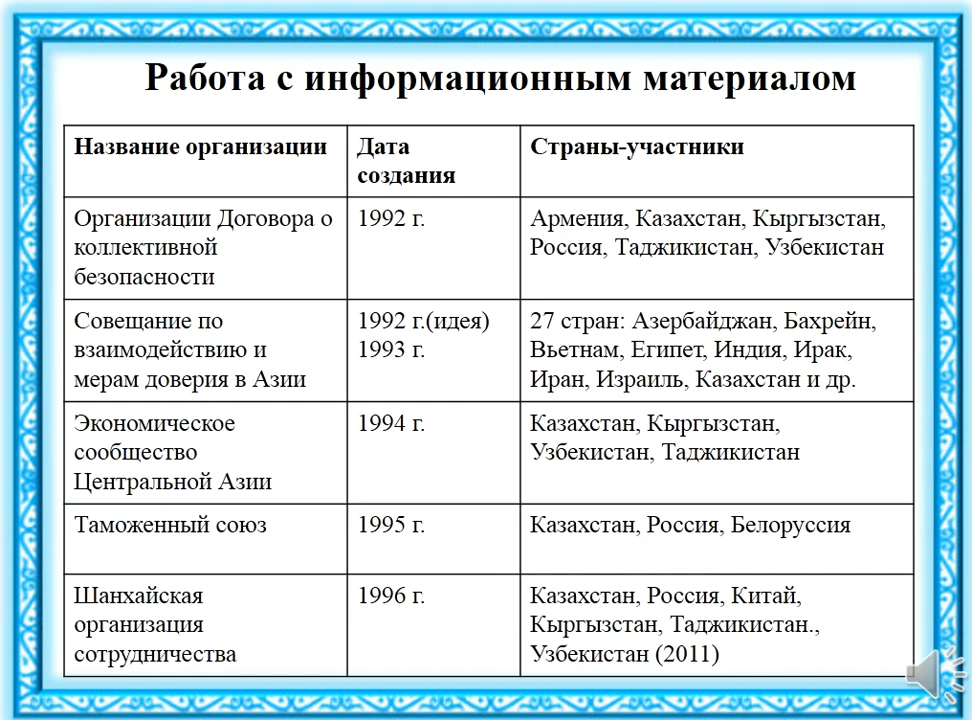 Работа с информационным материалом
Название организации
Дата
создания
Страны-участники
Организации Договора о
коллективной
безопасности
1992 г.
Армения, Казахстан, Кыргызстан,
Россия, Таджикистан, Узбекистан
Совещание по
взаимодействию и
мерам доверия в Азии
1992 г.(идея)
1993 г.
27 стран: Азербайджан, Бахрейн,
Вьетнам, Египет, Индия, Ирак,
Иран, Израиль, Казахстан и др.
Экономическое
сообщество
Центральной Азии
1994 г.
Казахстан, Кыргызстан,
Узбекистан, Таджикистан
Таможенный союз
1995 г.
Казахстан, Россия, Белоруссия
Шанхайская
организация
сотрудничества
1996 г.
Казахстан, Россия, Китай,
Кыргызстан, Таджикистан.,
Узбекистан (2011)